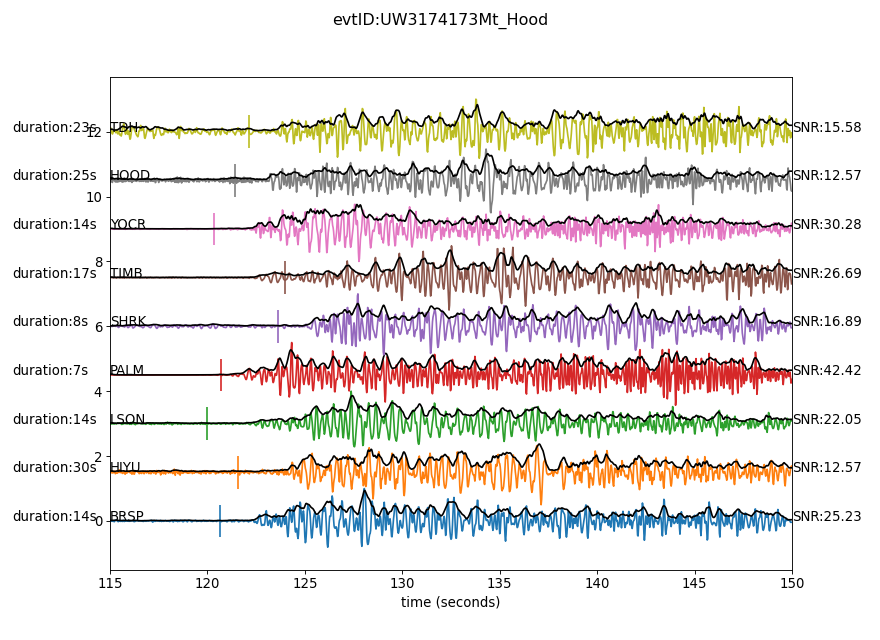 evtID:UW3174173Mt_Hood
duration:23s TDH SNR:15.58
12
duration:25s HOOD SNR:12.57
10
duration:14s YOCR SNR:30.28
8
duration:17s TIMB SNR:26.69
duration:8s SHRK SNR:16.89
6
duration:7s PALM SNR:42.42
4
duration:14s LSON SNR:22.05
2
duration:30s HIYU SNR:12.57
duration:14s BRSP SNR:25.23
0
115 120 125 130 135 140 145 150
time (seconds)